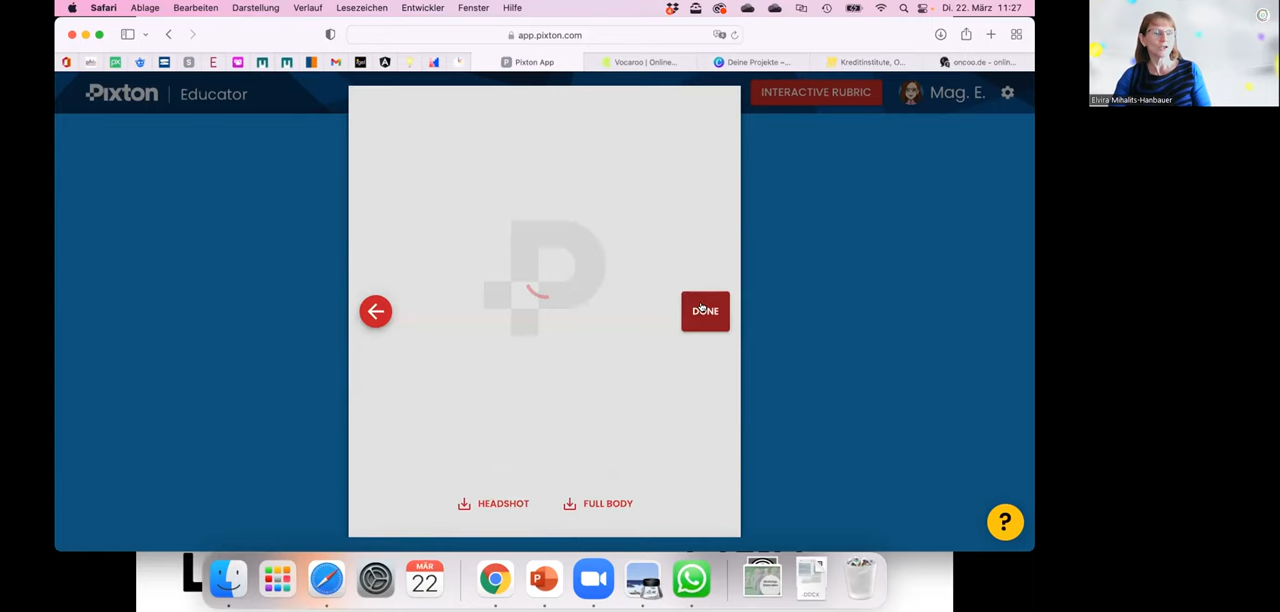 Safari Ablage Bearbeiten Darstellung Verlauf Lesezeichen Entwickler Fenster Hilfe Di. 22. März 11:27
app.pixton.com
Pixton App Vocaroo | Online... Deine Projekte –... Kreditinstitute, O... oncoo.de - onlin...
Pixton Educator INTERACTIVE RUBRIC Mag. E.
Elvira Mihalits-Hanbauer
DONE
HEADSHOT FULL BODY
?
MÄR
22
.DOCX